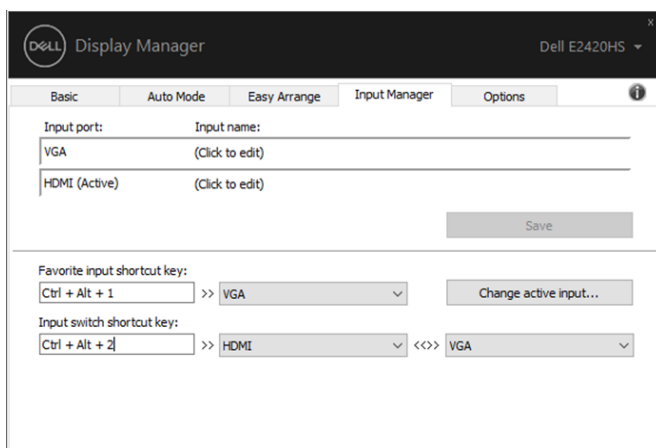 x
DELL Display Manager Dell E2420HS
Basic Auto Mode Easy Arrange Input Manager Options i
Input port: Input name:
VGA (Click to edit)
HDMI (Active) (Click to edit)
Save
Favorite input shortcut key:
Ctrl + Alt + 1 >> VGA Change active input...
Input switch shortcut key:
Ctrl + Alt + 2 >> HDMI <<>> VGA